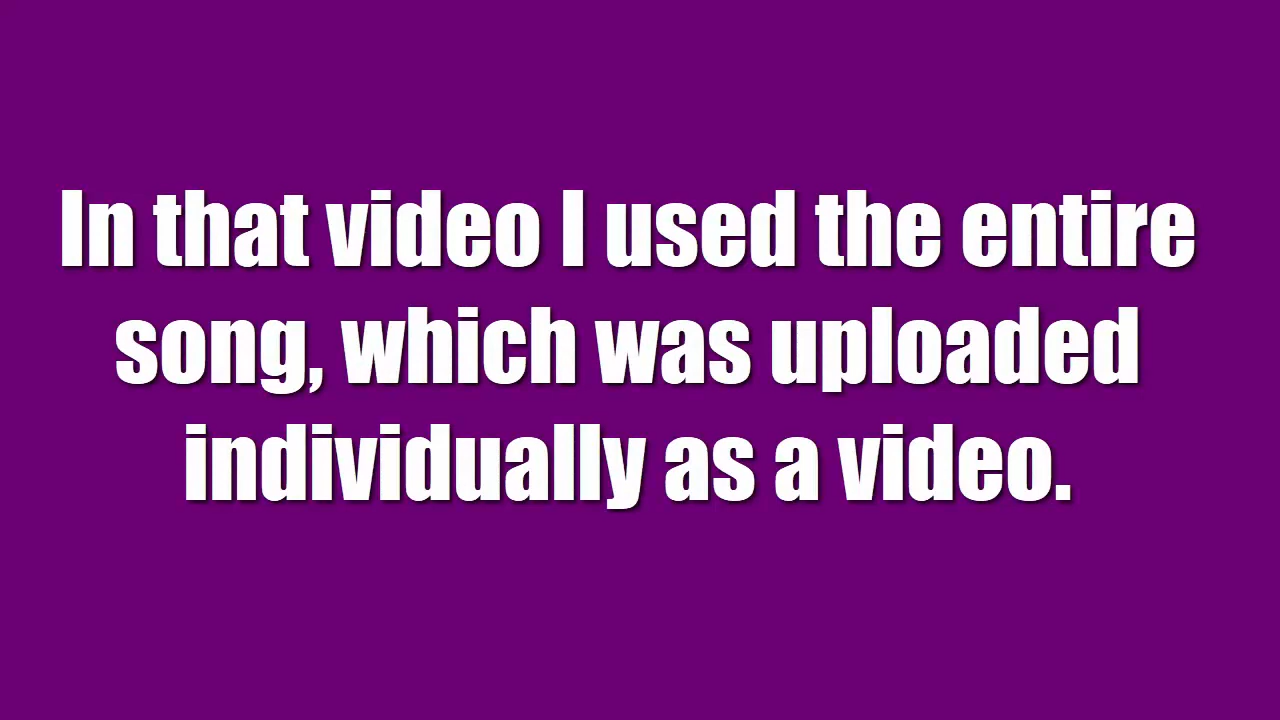 In that video I used the entire
song, which was uploaded
individually as a video.